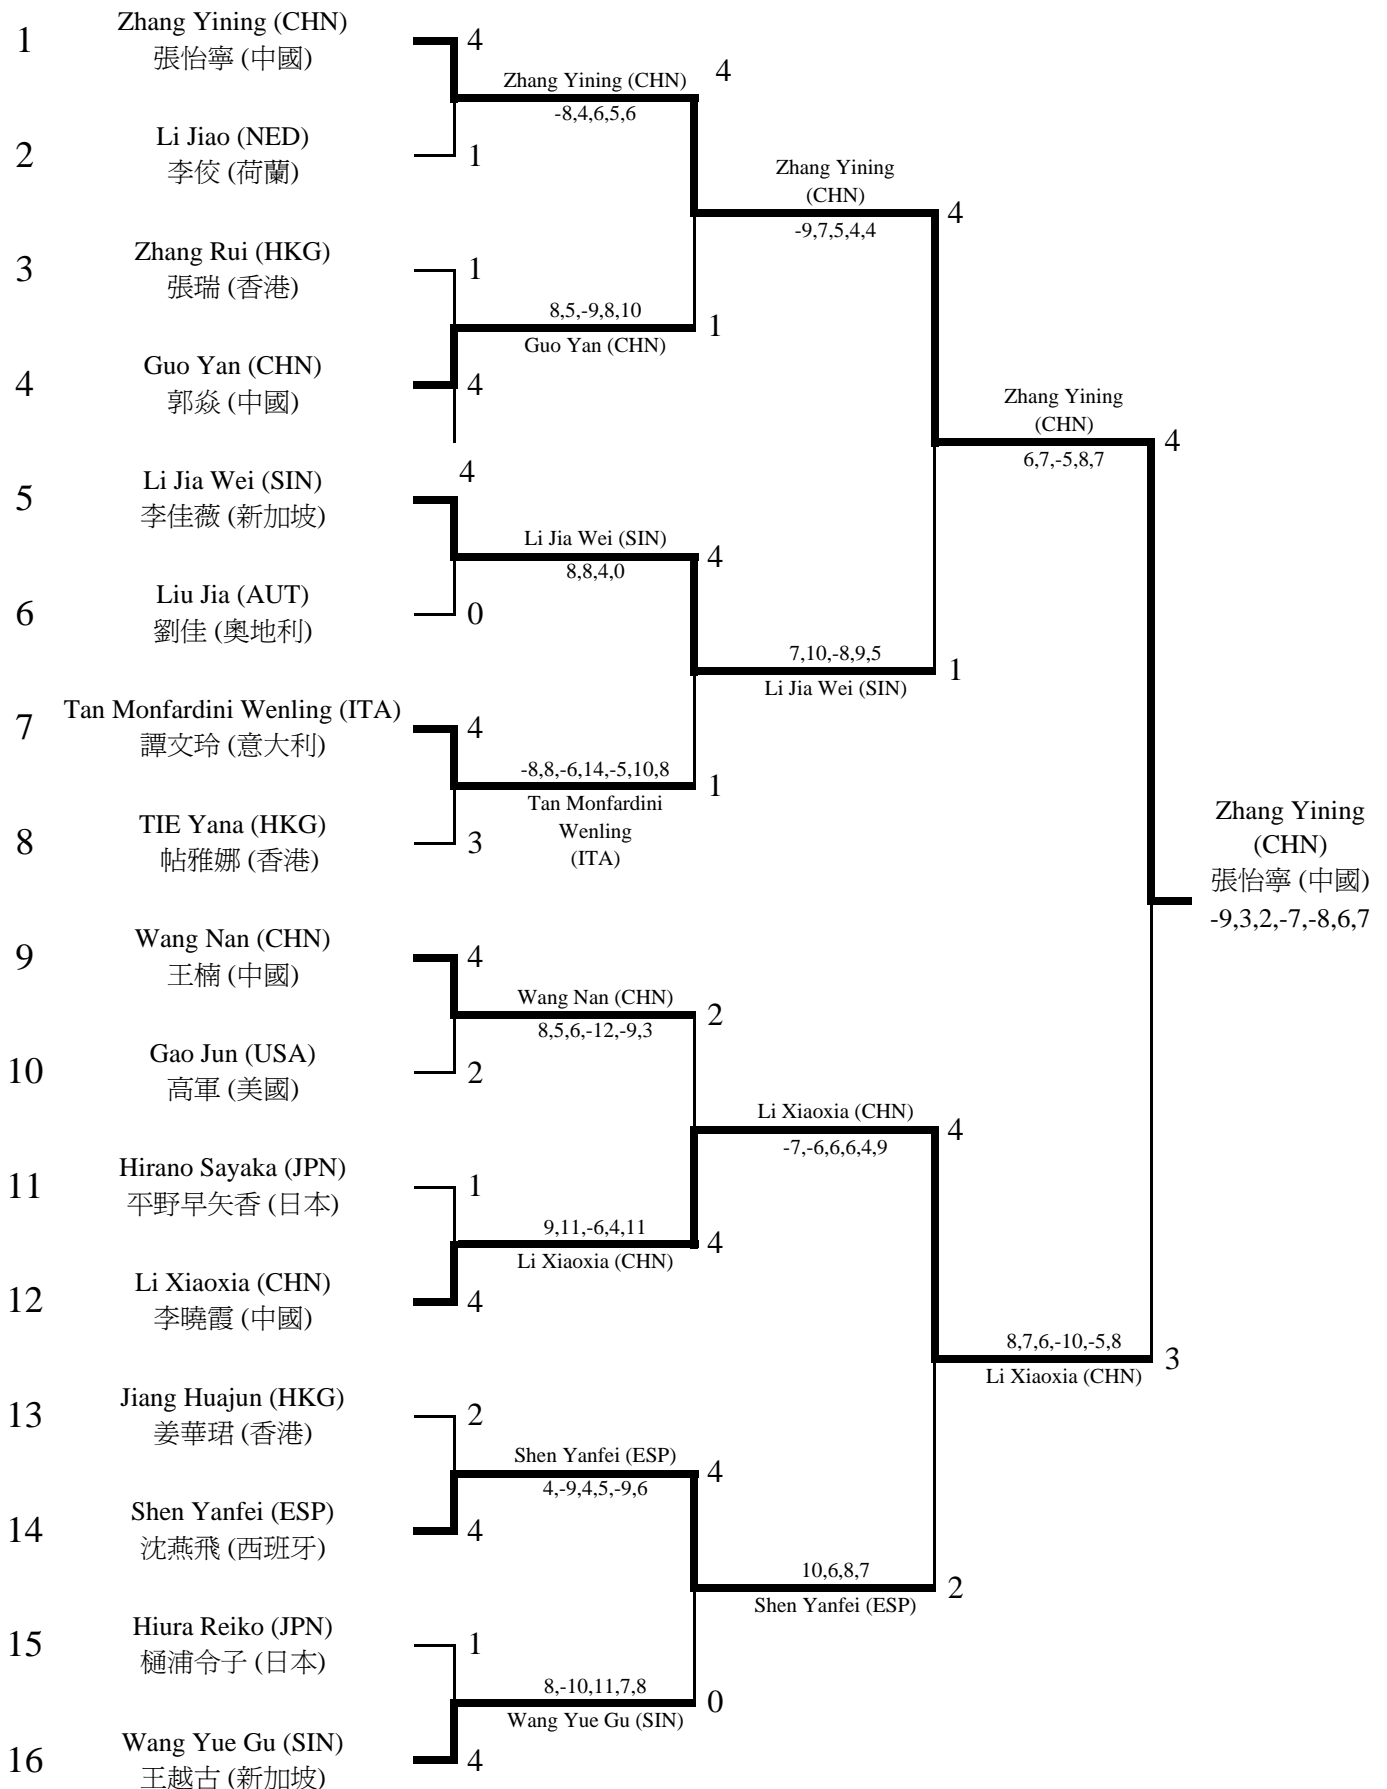 1
Zhang Yining (CHN)
張怡寧 (中國)
4
Zhang Yining (CHN)
-8,4,6,5,6
4
2
Li Jiao (NED)
李佼 (荷蘭)
1
Zhang Yining
(CHN)
-9,7,5,4,4
4
3
Zhang Rui (HKG)
張瑞 (香港)
1
8,5,-9,8,10
Guo Yan (CHN)
1
4
Guo Yan (CHN)
郭焱 (中國)
4
Zhang Yining
(CHN)
6,7,-5,8,7
4
5
Li Jia Wei (SIN)
李佳薇 (新加坡)
4
Li Jia Wei (SIN)
8,8,4,0
4
6
Liu Jia (AUT)
劉佳 (奧地利)
0
7,10,-8,9,5
Li Jia Wei (SIN)
1
7
Tan Monfardini Wenling (ITA)
譚文玲 (意大利)
4
-8,8,-6,14,-5,10,8
Tan Monfardini
Wenling
(ITA)
1
8
TIE Yana (HKG)
帖雅娜 (香港)
3
Zhang Yining
(CHN)
張怡寧 (中國)
-9,3,2,-7,-8,6,7
9
Wang Nan (CHN)
王楠 (中國)
4
Wang Nan (CHN)
8,5,6,-12,-9,3
2
10
Gao Jun (USA)
高軍 (美國)
2
Li Xiaoxia (CHN)
-7,-6,6,6,4,9
4
11
Hirano Sayaka (JPN)
平野早矢香 (日本)
1
9,11,-6,4,11
Li Xiaoxia (CHN)
4
12
Li Xiaoxia (CHN)
李曉霞 (中國)
4
8,7,6,-10,-5,8
Li Xiaoxia (CHN)
3
13
Jiang Huajun (HKG)
姜華珺 (香港)
2
Shen Yanfei (ESP)
4,-9,4,5,-9,6
4
14
Shen Yanfei (ESP)
沈燕飛 (西班牙)
4
10,6,8,7
Shen Yanfei (ESP)
2
15
Hiura Reiko (JPN)
樋浦令子 (日本)
1
8,-10,11,7,8
Wang Yue Gu (SIN)
0
16
Wang Yue Gu (SIN)
王越古 (新加坡)
4